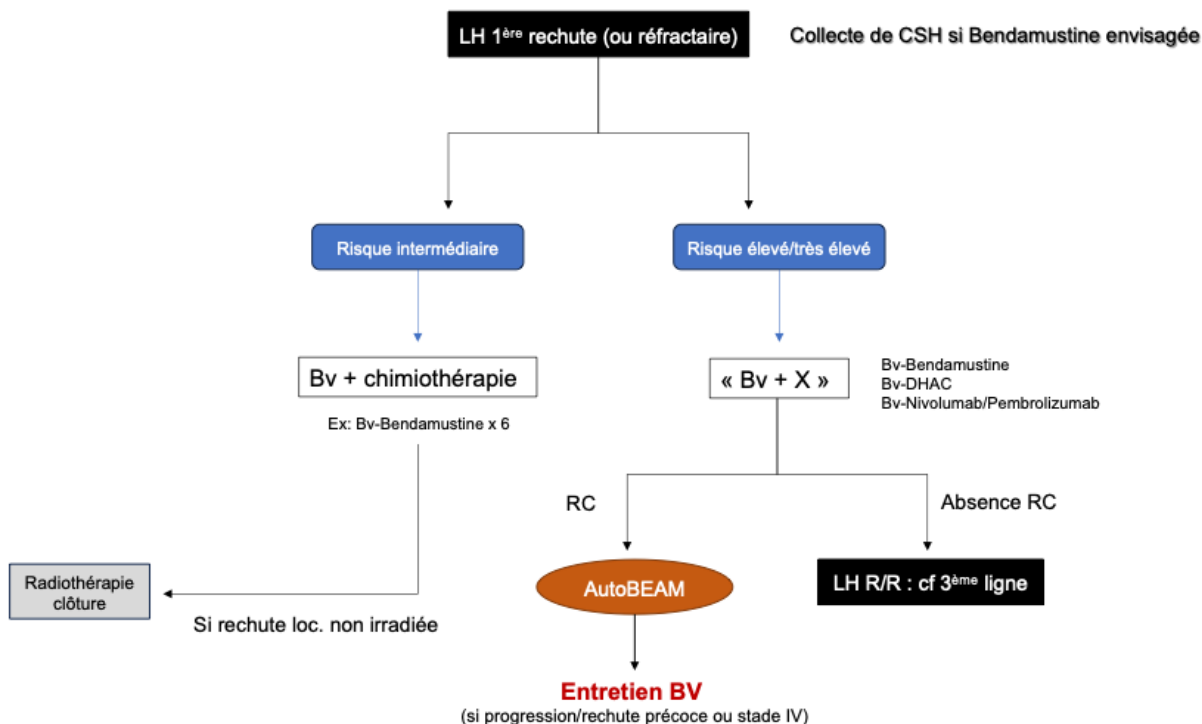 LH 1ère rechute (ou réfractaire)
Collecte de CSH si Bendamustine envisagée
Risque intermédiaire
Risque élevé/très élevé
Bv + chimiothérapie
Ex: Bv-Bendamustine x 6
« Bv + X »
Bv-Bendamustine
Bv-DHAC
Bv-Nivolumab/Pembrolizumab
RC
Absence RC
Radiothérapie
clôture
Si rechute loc. non irradiée
AutoBEAM
LH R/R : cf 3ème ligne
Entretien BV
(si progression/rechute précoce ou stade IV)